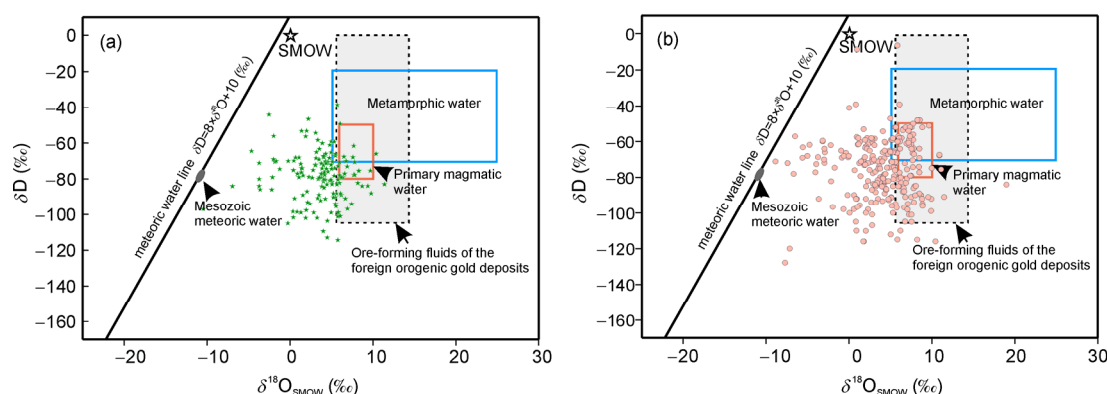 (a)
SMOW
meteoric water line δD=8×δ¹⁸O+10 (‰)
Metamorphic water
Primary magmatic
water
Mesozoic
meteoric water
Ore-forming fluids of the
foreign orogenic gold deposits
0
−20
−40
−60
−80
−100
−120
−140
−160
δD (‰)
−20
−10
0
10
20
30
δ¹⁸O_SMOW (‰)
(b)
SMOW
meteoric water line δD=8×δ¹⁸O+10 (‰)
Metamorphic water
Primary magmatic
water
Mesozoic
meteoric water
Ore-forming fluids of the
foreign orogenic gold deposits
0
−20
−40
−60
−80
−100
−120
−140
−160
δD (‰)
−20
−10
0
10
20
30
δ¹⁸O_SMOW (‰)